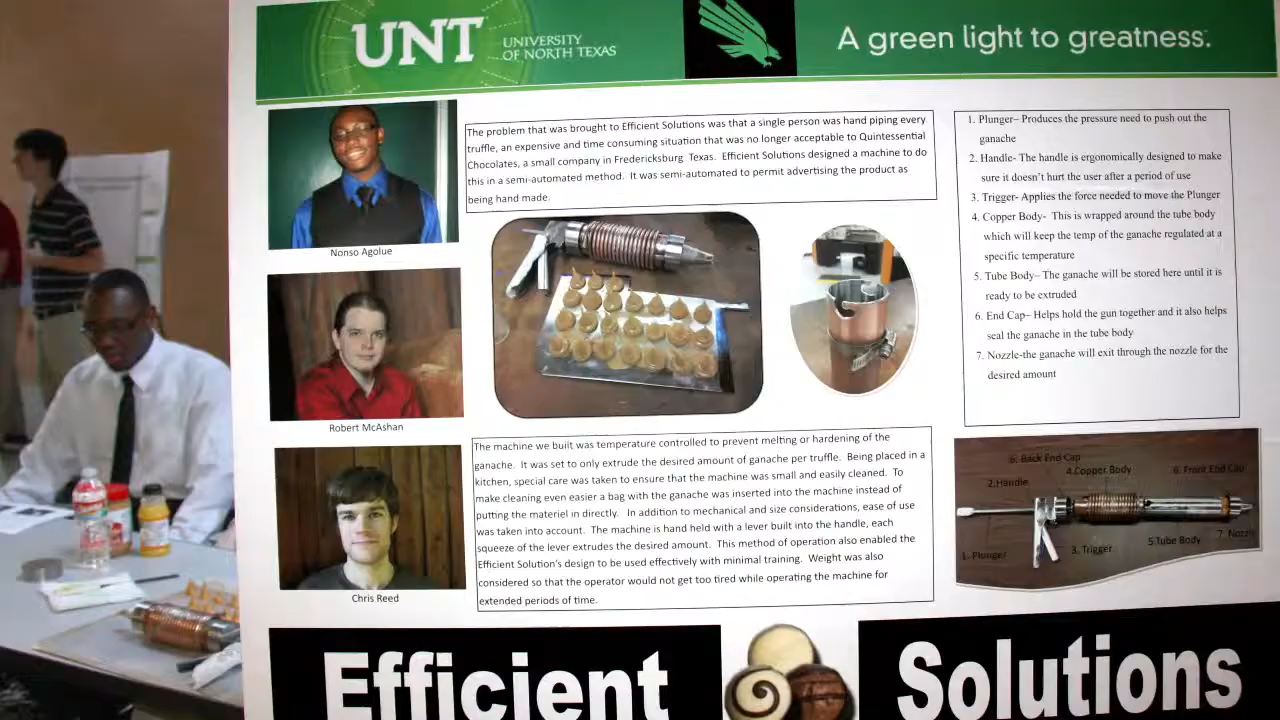 UNT
UNIVERSITY
OF NORTH TEXAS
A green light to greatness.
Nonso Agolue
Robert McAshan
Chris Reed
The problem that was brought to Efficient Solutions was that a single person was hand piping every
truffle, an expensive and time consuming situation that was no longer acceptable to Quintessential
Chocolates, a small company in Fredericksburg Texas. Efficient Solutions designed a machine to do
this in a semi-automated method. It was semi-automated to permit advertising the product as
being hand made.
The machine we built was temperature controlled to prevent melting or hardening of the
ganache. It was set to only extrude the desired amount of ganache per truffle. Being placed in a
kitchen, special care was taken to ensure that the machine was small and easily cleaned. To
make cleaning even easier a bag with the ganache was inserted into the machine instead of
putting the materiel in directly. In addition to mechanical and size considerations, ease of use
was taken into account. The machine is hand held with a lever built into the handle, each
squeeze of the lever extrudes the desired amount. This method of operation also enabled the
Efficient Solution's design to be used effectively with minimal training. Weight was also
considered so that the operator would not get too tired while operating the machine for
extended periods of time.
1. Plunger– Produces the pressure need to push out the
ganache
2. Handle- The handle is ergonomically designed to make
sure it doesn't hurt the user after a period of use
3. Trigger- Applies the force needed to move the Plunger
4. Copper Body- This is wrapped around the tube body
which will keep the temp of the ganache regulated at a
specific temperature
5. Tube Body– The ganache will be stored here until it is
ready to be extruded
6. End Cap– Helps hold the gun together and it also helps
seal the ganache in the tube body
7. Nozzle-the ganache will exit through the nozzle for the
desired amount
6. Back End Cap
4.Copper Body
6. Front End Cap
2.Handle
1. Plunger
3. Trigger
5.Tube Body
7. Nozzle
Efficient Solutions